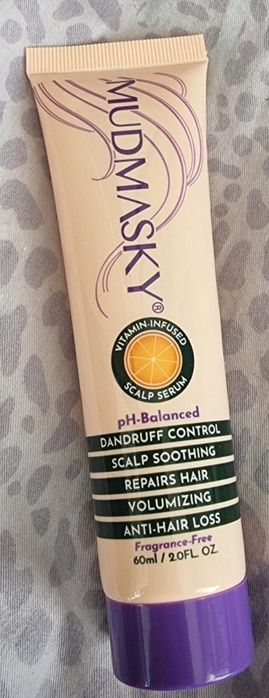 MUDMASKY®
VITAMIN-INFUSED
SCALP SERUM
pH-Balanced
DANDRUFF CONTROL
SCALP SOOTHING
REPAIRS HAIR
VOLUMIZING
ANTI-HAIR LOSS
Fragrance-Free
60ml / 2.0FL. OZ.